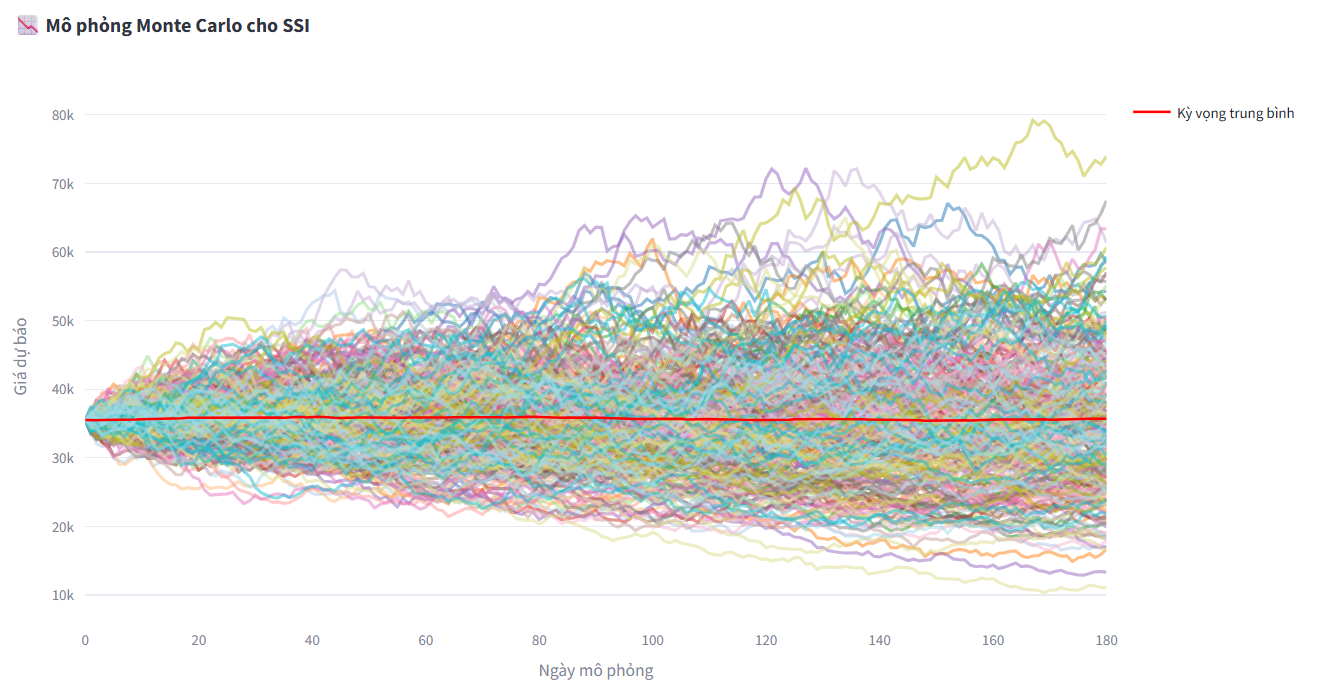 Mô phỏng Monte Carlo cho SSI
Kỳ vọng trung bình
80k
70k
60k
50k
40k
30k
20k
10k
Giá dự báo
0 20 40 60 80 100 120 140 160 180
Ngày mô phỏng